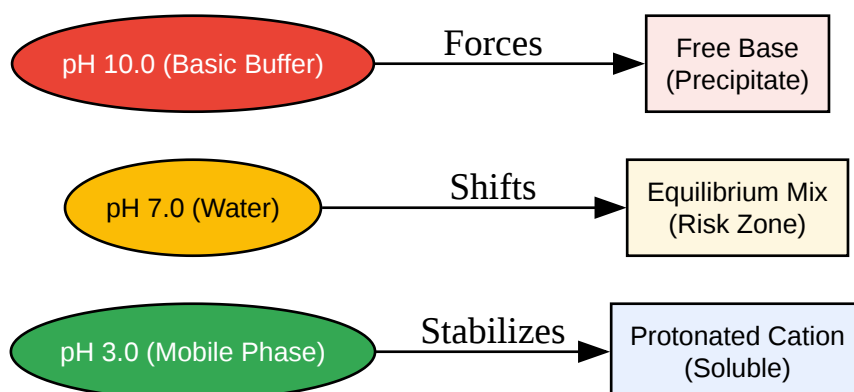 pH 10.0 (Basic Buffer)
Forces
Free Base
(Precipitate)
pH 7.0 (Water)
Shifts
Equilibrium Mix
(Risk Zone)
pH 3.0 (Mobile Phase)
Stabilizes
Protonated Cation
(Soluble)